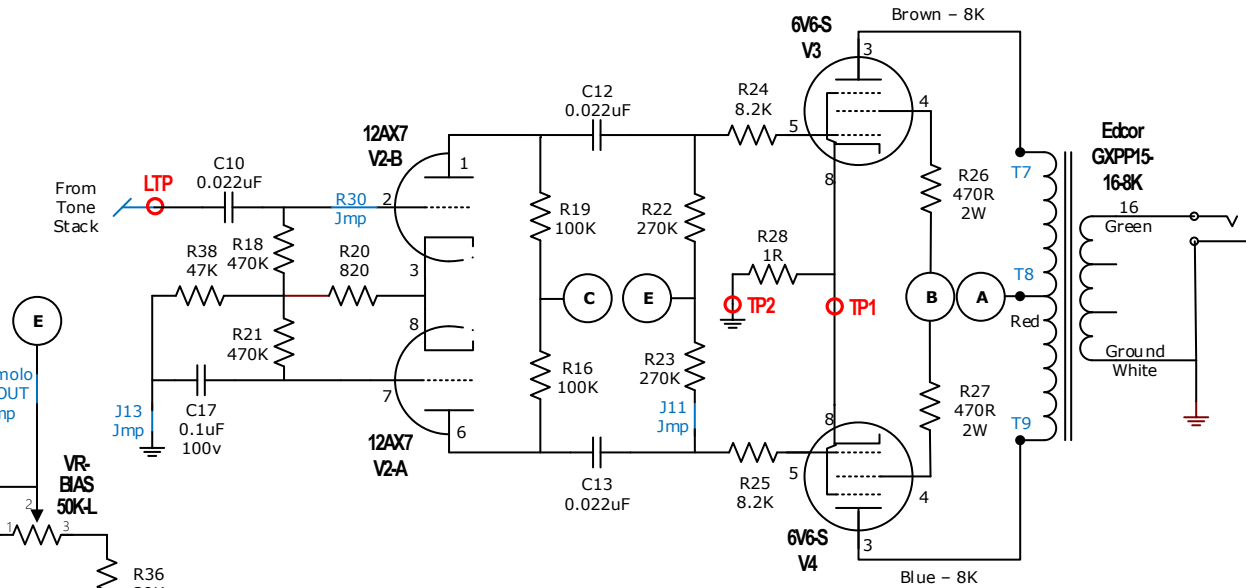 Brown – 8K
6V6-S
V3
3
C12
0.022uF
R24
8.2K
4
5
12AX7
V2-B
1
Edcor
GXPP15-
16-8K
C10
0.022uF
From
Tone
Stack
LTP
R30
Jmp
2
8
R26
470R
2W
T7
R38
47K
R18
470K
R20
820
R19
100K
R22
270K
R28
1R
16
Green
3
C
E
B
A
T8
Red
TP2
TP1
E
8
R21
470K
R16
100K
R23
270K
R27
470R
2W
Ground
White
molo
OUT
mp
J13
Jmp
C17
0.1uF
100v
7
J11
Jmp
8
T9
12AX7
V2-A
6
VR-
BIAS
50K-L
C13
0.022uF
R25
8.2K
5
4
2
1
3
6V6-S
V4
3
R36
Blue – 8K